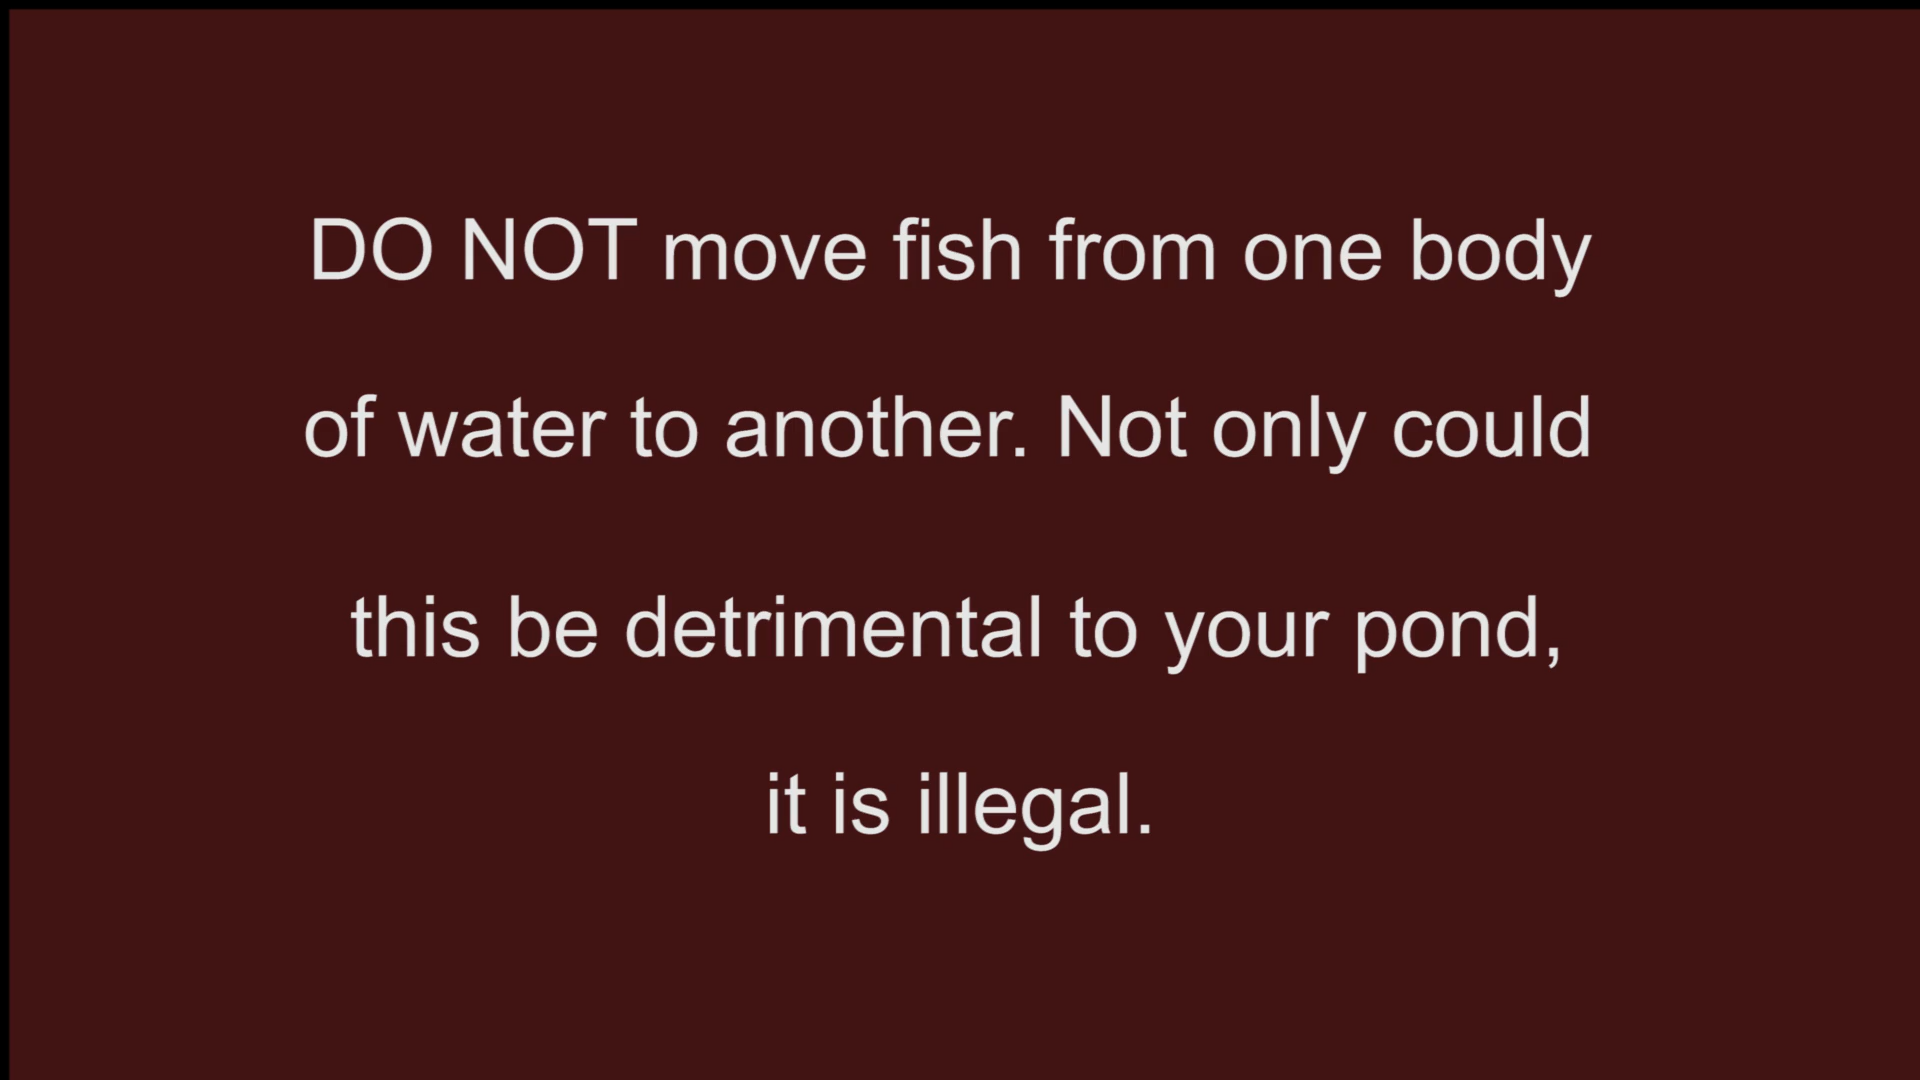 DO NOT move fish from one body
of water to another. Not only could
this be detrimental to your pond,
it is illegal.